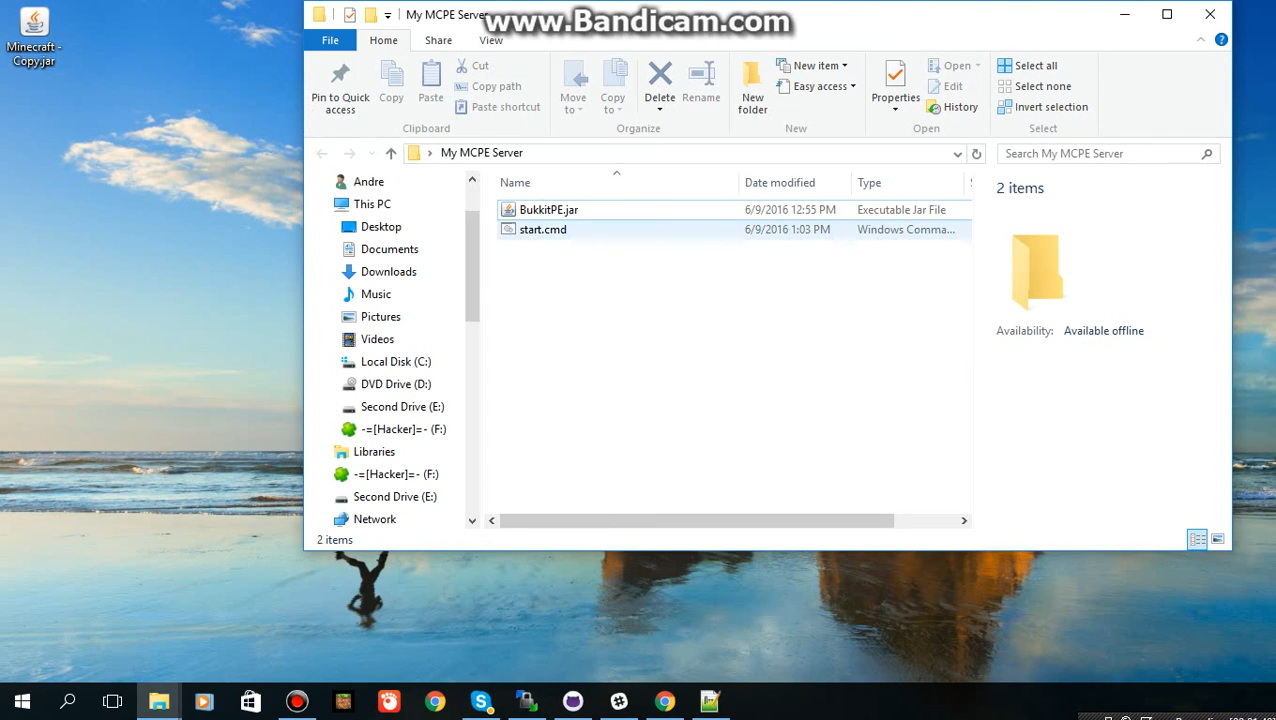 My MCPE Server
www.Bandicam.com
Minecraft -
Copy.jar
File Home Share View
Pin to Quick
access
Copy
Paste
Cut
Copy path
Paste shortcut
Clipboard
Move
to
Copy
to
Delete
Rename
Organize
New
folder
New item
Easy access
New
Properties
Open
Edit
History
Open
Select all
Select none
Invert selection
Select
My MCPE Server
Search My MCPE Server
Andre
This PC
Desktop
Documents
Downloads
Music
Pictures
Videos
Local Disk (C:)
DVD Drive (D:)
Second Drive (E:)
-=[Hacker]=- (F:)
Libraries
-=[Hacker]=- (F:)
Second Drive (E:)
Network
Name Date modified Type
BukkitPE.jar 6/9/2016 12:55 PM Executable Jar File
start.cmd 6/9/2016 1:03 PM Windows Comma...
2 items
Availability: Available offline
2 items